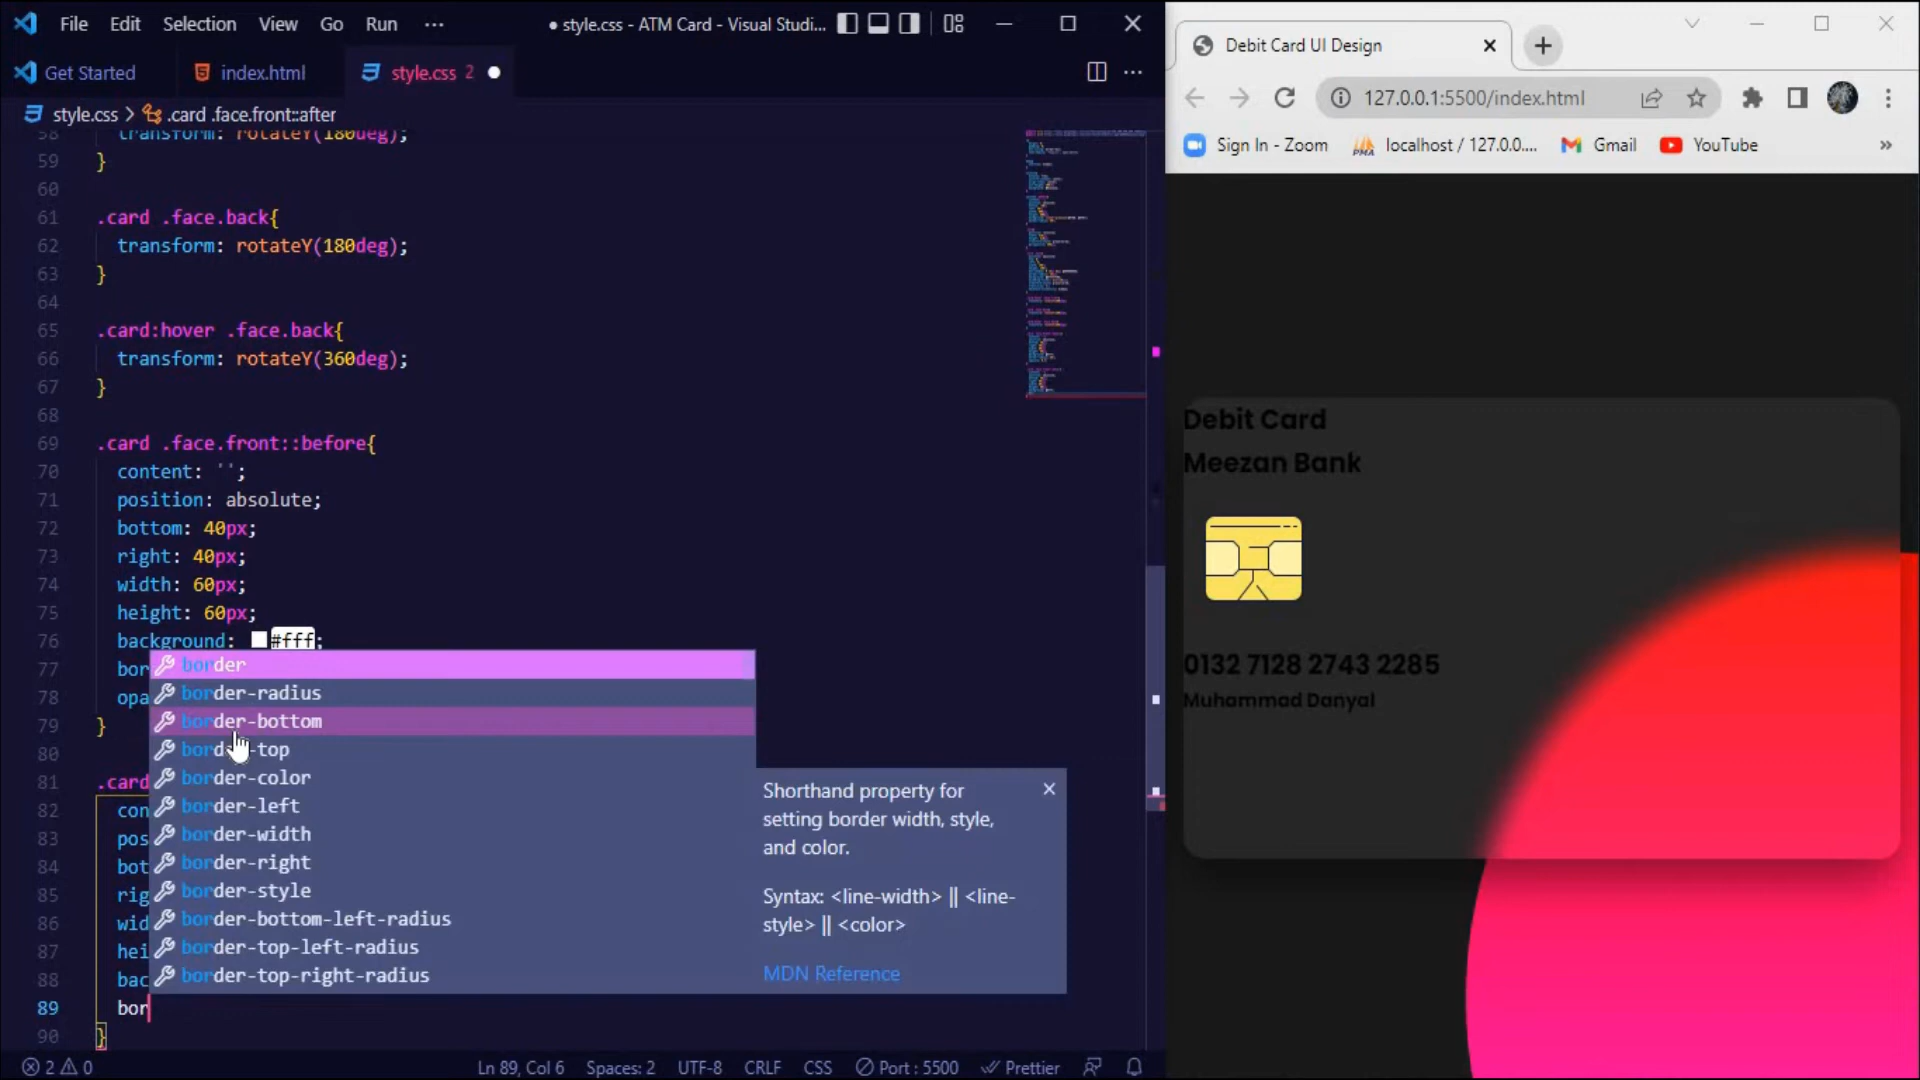 File Edit Selection View Go Run ··· ● style.css - ATM Card - Visual Studi...
Get Started index.html style.css 2 ●
style.css > .card .face.front::after
58 transform: rotateY(180deg);
59 }
60
61 .card .face.back{
62 transform: rotateY(180deg);
63 }
64
65 .card:hover .face.back{
66 transform: rotateY(360deg);
67 }
68
69 .card .face.front::before{
70 content: '';
71 position: absolute;
72 bottom: 40px;
73 right: 40px;
74 width: 60px;
75 height: 60px;
76 background: #fff;
77 bor
78 opa
79 }
80
81 .card
82 con
83 pos
84 bot
85 rig
86 wid
87 hei
88 bac
89 bor
90 }
border
border-radius
border-bottom
border-top
border-color
border-left
border-width
border-right
border-style
border-bottom-left-radius
border-top-left-radius
border-top-right-radius
Shorthand property for
setting border width, style,
and color.
Syntax: <line-width> || <line-
style> || <color>
MDN Reference
2 0 Ln 89, Col 6 Spaces: 2 UTF-8 CRLF CSS Port : 5500 Prettier
Debit Card UI Design
127.0.0.1:5500/index.html
Sign In - Zoom localhost / 127.0.0.... Gmail YouTube »
Debit Card
Meezan Bank
0132 7128 2743 2285
Muhammad Danyal